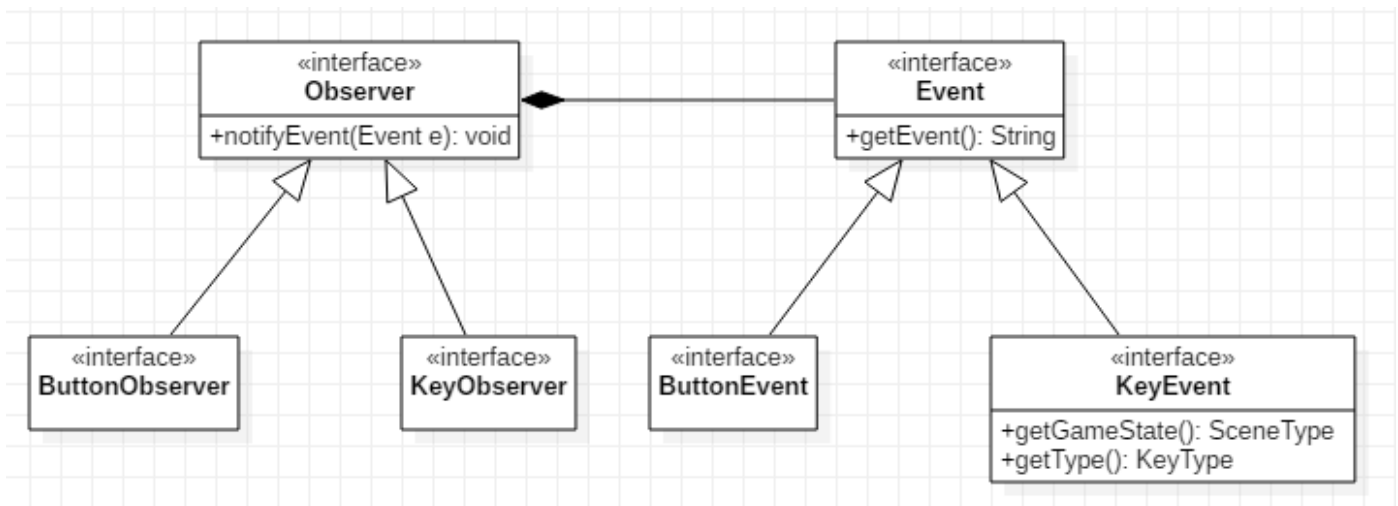 «interface»
Observer
+notifyEvent(Event e): void
«interface»
Event
+getEvent(): String
«interface»
ButtonObserver
«interface»
KeyObserver
«interface»
ButtonEvent
«interface»
KeyEvent
+getGameState(): SceneType
+getType(): KeyType